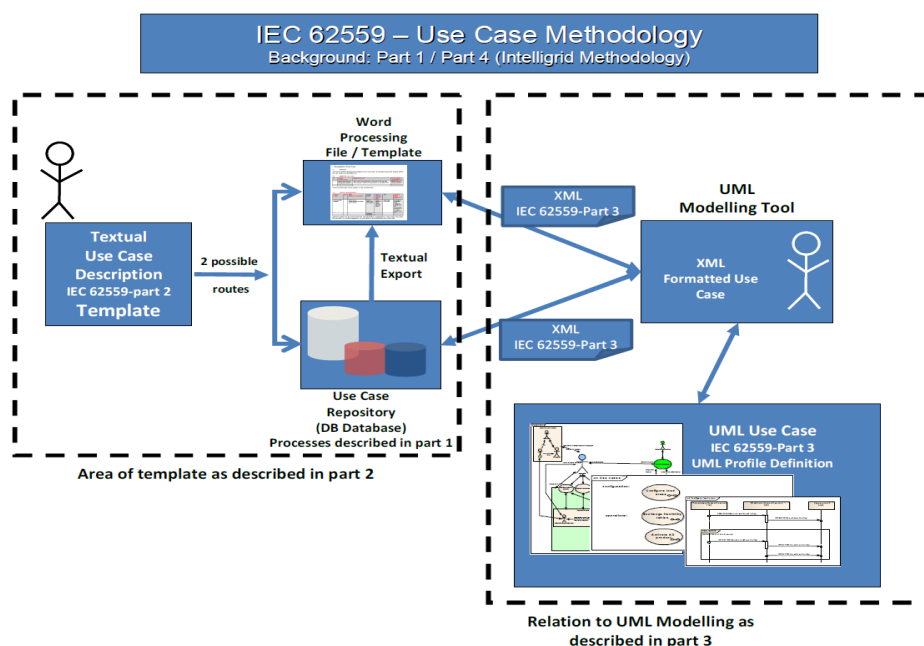 IEC 62559 – Use Case Methodology
Background: Part 1 / Part 4 (Intelligrid Methodology)
Word
Processing
File / Template
Textual
Use Case
Description
IEC 62559-part 2
Template
2 possible
routes
Textual
Export
Use Case
Repository
(DB Database)
Processes described in part 1
Area of template as described in part 2
XML
IEC 62559-Part 3
XML
IEC 62559-Part 3
UML
Modelling Tool
XML
Formatted Use
Case
UML Use Case
IEC 62559-Part 3
UML Profile Definition
Relation to UML Modelling as
described in part 3